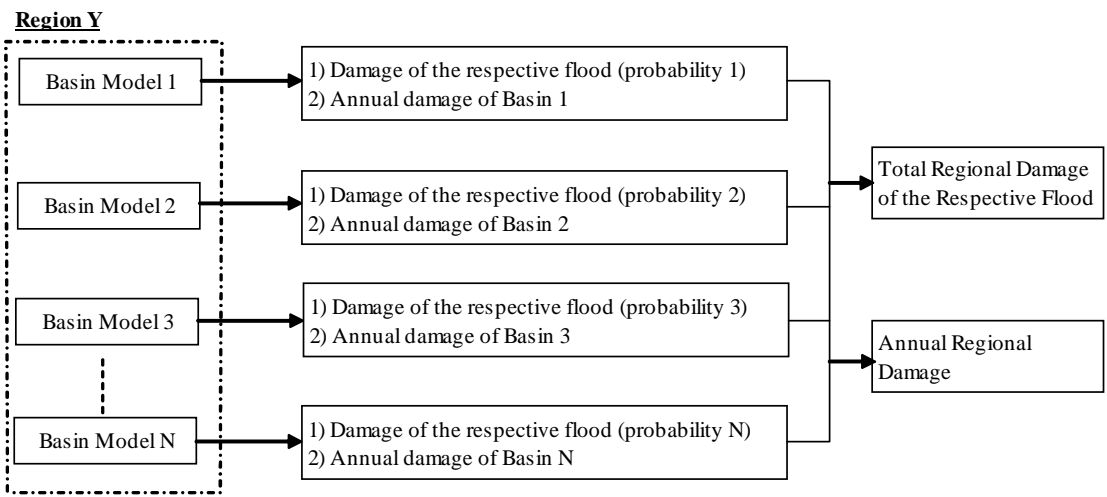 Region Y
Basin Model 1
1) Damage of the respective flood (probability 1)
2) Annual damage of Basin 1
Basin Model 2
1) Damage of the respective flood (probability 2)
2) Annual damage of Basin 2
Basin Model 3
1) Damage of the respective flood (probability 3)
2) Annual damage of Basin 3
Basin Model N
1) Damage of the respective flood (probability N)
2) Annual damage of Basin N
Total Regional Damage
of the Respective Flood
Annual Regional
Damage